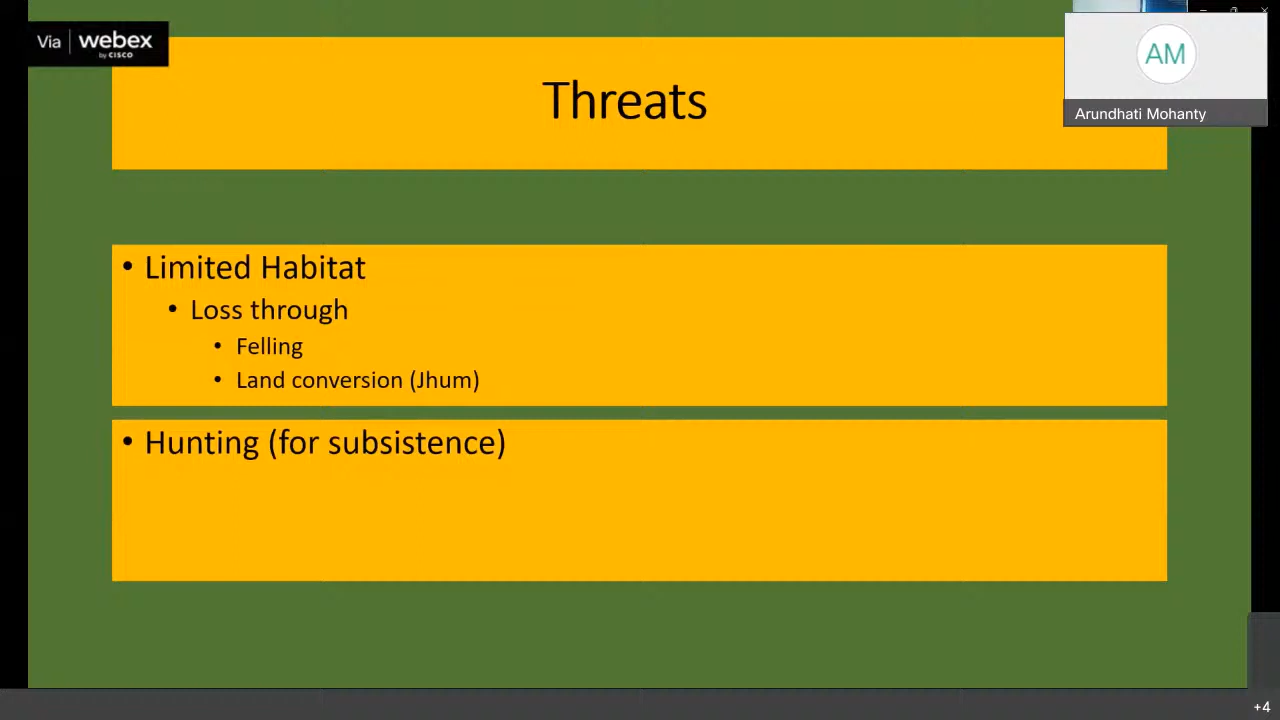 Via | webex
by CISCO
Threats
AM
Arundhati Mohanty
• Limited Habitat
• Loss through
• Felling
• Land conversion (Jhum)
• Hunting (for subsistence)
+4